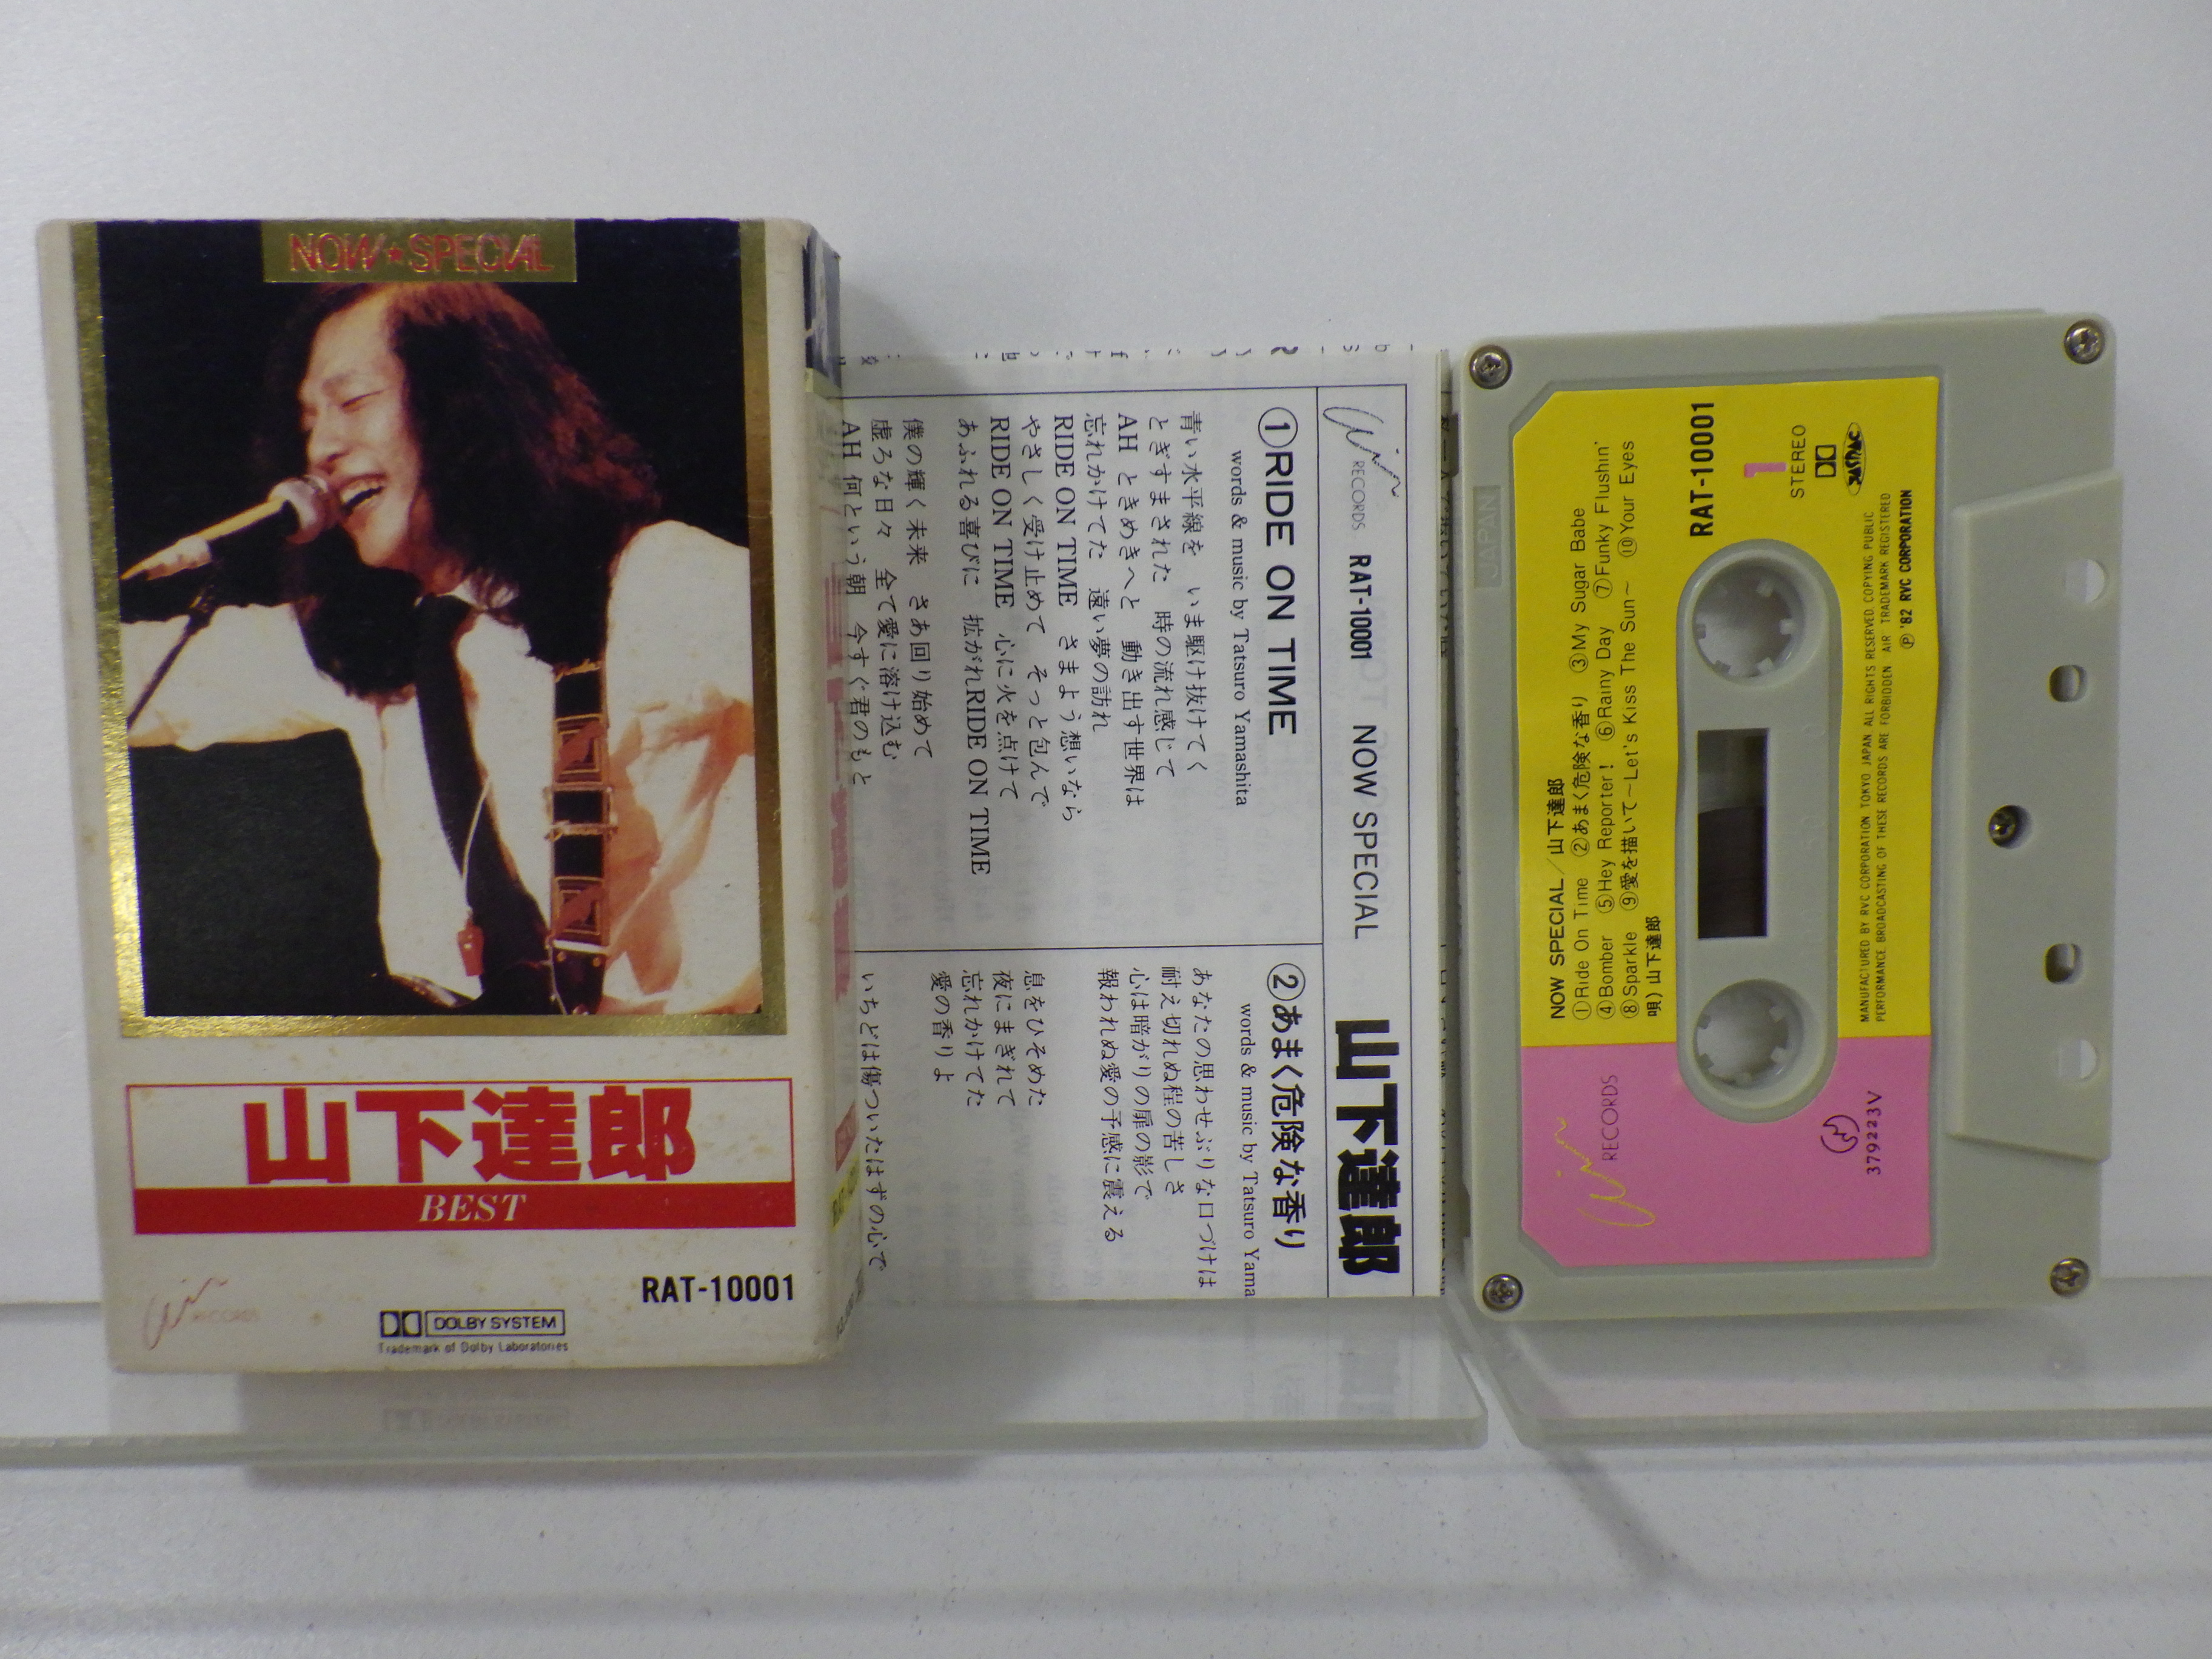 NOW★SPECIAL
山下達郎
BEST
RECORDS
RAT-10001
DOLBY SYSTEM
Trademark of Dolby Laboratories
RECORDS RAT-10001 NOW SPECIAL 山下達郎
①RIDE ON TIME
words & music by Tatsuro Yamashita
青い水平線を いま駆け抜けてく
とぎすまされた 時の流れ感じて
AH ときめきへと 動き出す世界は
忘れかけてた 遠い夢の訪れ
RIDE ON TIME さまよう想いなら
やさしく受け止めて そっと包んで
RIDE ON TIME 心に火を点けて
あふれる喜びに 拡がれRIDE ON TIME
僕の輝く未来 さあ回り始めて
虚ろな日々 全て愛に溶け込む
AH 何という朝 今すぐ君のもと
②あまく危険な香り
words & music by Tatsuro Yama
あなたの思わせぶりな口づけは
耐え切れぬ程の苦しさ
心は暗がりの扉の影で
報われぬ愛の予感に震える
息をひそめた
夜にまぎれて
忘れかけてた
愛の香りよ
いちどは傷ついたはずの心で
JAPAN
NOW SPECIAL/山下達郎
①Ride On Time ②あまく危険な香り ③My Sugar Babe
④Bomber ⑤Hey Reporter! ⑥Rainy Day ⑦Funky Flushin'
⑧Sparkle ⑨愛を描いて～Let's Kiss The Sun～ ⑩Your Eyes
唄)山下達郎
RAT-10001
1
STEREO
MANUFACTURED BY RVC CORPORATION TOKYO JAPAN. ALL RIGHTS RESERVED. COPYING PUBLIC
PERFORMANCE. BROADCASTING OF THESE RECORDS ARE FORBIDDEN AIR TRADEMARK REGISTERED
Ⓟ '82 RVC CORPORATION
RECORDS
379223V